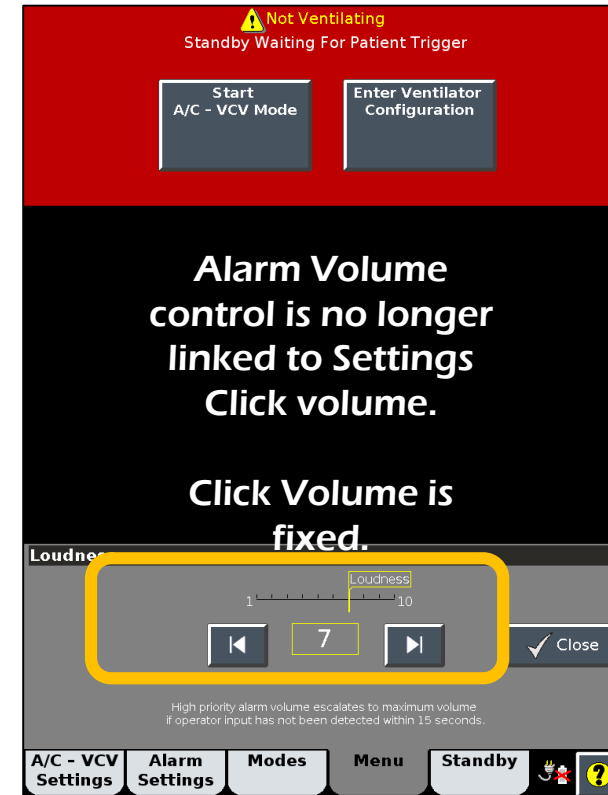 Not Ventilating
Standby Waiting For Patient Trigger
Start
A/C - VCV Mode
Enter Ventilator
Configuration
Alarm Volume
control is no longer
linked to Settings
Click volume.
Click Volume is
fixed.
Loudness
Loudness
1 10
7
Close
High priority alarm volume escalates to maximum volume
if operator input has not been detected within 15 seconds.
A/C - VCV
Settings
Alarm
Settings
Modes
Menu
Standby
?